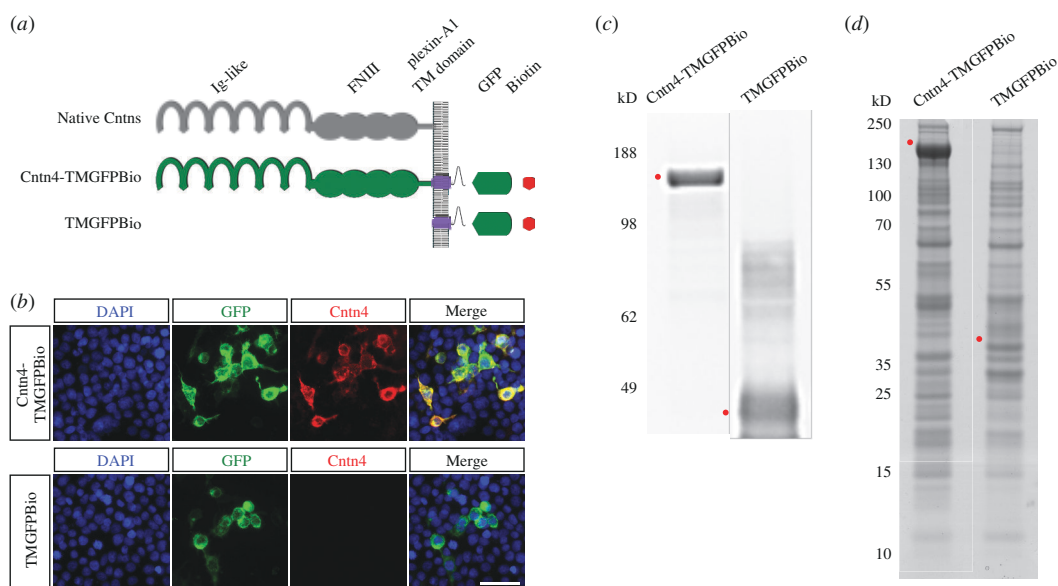 (a)
Ig-like
FNIII
plexin-A1
TM domain
GFP
Biotin
Native Cntns
Cntn4-TMGFPBio
TMGFPBio
(b)
DAPI
GFP
Cntn4
Merge
Cntn4-
TMGFPBio
DAPI
GFP
Cntn4
Merge
TMGFPBio
(c)
Cntn4-TMGFPBio
TMGFPBio
kD
188
98
62
49
(d)
Cntn4-TMGFPBio
TMGFPBio
kD
250
130
100
70
55
35
25
15
10